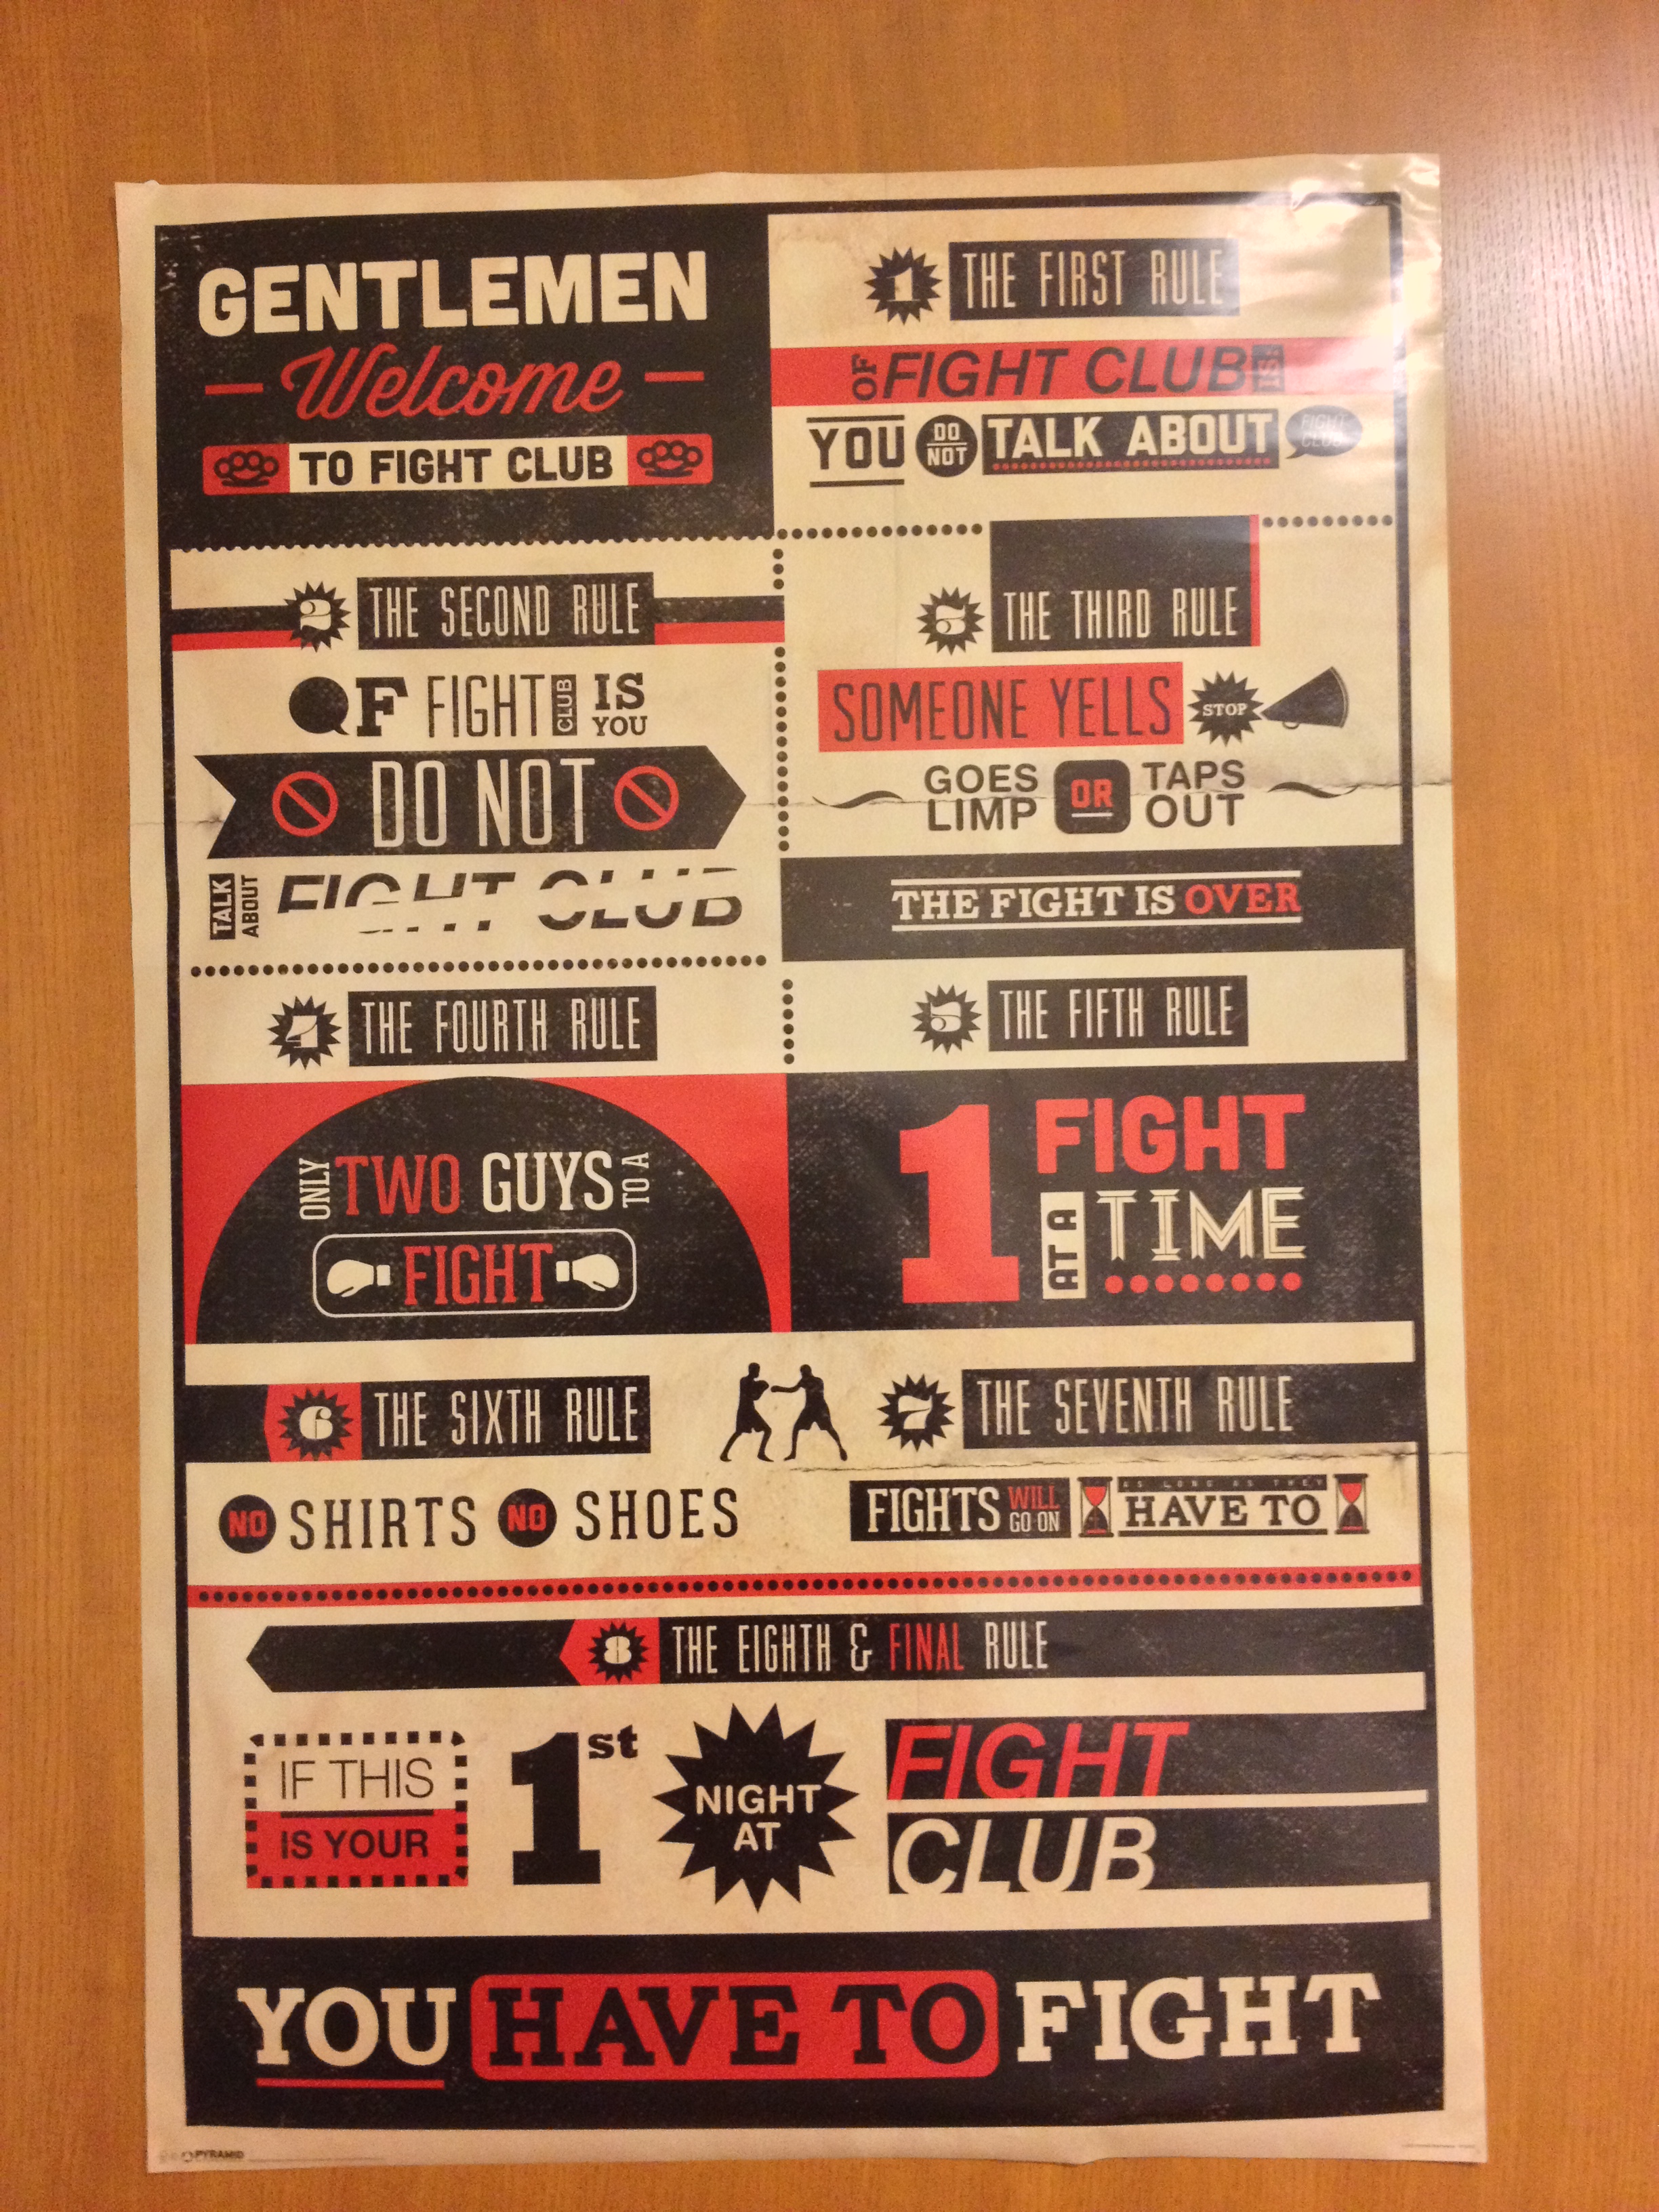 GENTLEMEN
Welcome
TO FIGHT CLUB
1 THE FIRST RULE
OF FIGHT CLUB IS
YOU DO NOT TALK ABOUT FIGHT CLUB
2 THE SECOND RULE
OF FIGHT CLUB IS YOU
DO NOT
TALK ABOUT FIGHT CLUB
3 THE THIRD RULE
SOMEONE YELLS STOP
GOES LIMP OR TAPS OUT
THE FIGHT IS OVER
4 THE FOURTH RULE
ONLY TWO GUYS TO A
FIGHT
5 THE FIFTH RULE
1 FIGHT
AT A TIME
6 THE SIXTH RULE
NO SHIRTS NO SHOES
7 THE SEVENTH RULE
FIGHTS WILL GO ON AS LONG AS THEY HAVE TO
8 THE EIGHTH & FINAL RULE
IF THIS
IS YOUR
1st
NIGHT
AT
FIGHT
CLUB
YOU HAVE TO FIGHT
PYRAMID